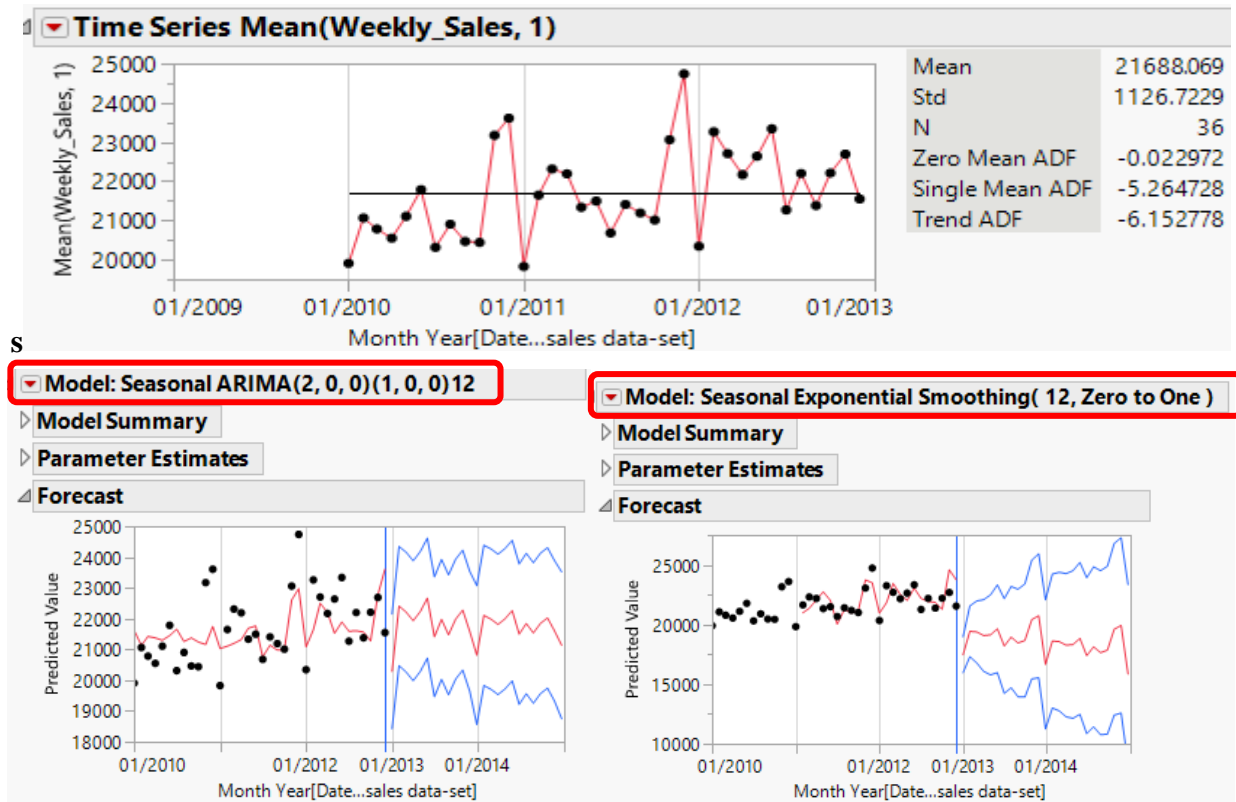 Time Series Mean(Weekly_Sales, 1)
Mean(Weekly_Sales, 1)
25000
24000
23000
22000
21000
20000
01/2009 01/2010 01/2011 01/2012 01/2013
Month Year[Date...sales data-set]
Mean 21688.069
Std 1126.7229
N 36
Zero Mean ADF -0.022972
Single Mean ADF -5.264728
Trend ADF -6.152778
s
Model: Seasonal ARIMA(2, 0, 0)(1, 0, 0)12
Model Summary
Parameter Estimates
Forecast
Predicted Value
25000
24000
23000
22000
21000
20000
19000
18000
01/2010 01/2012 01/2013 01/2014
Month Year[Date...sales data-set]
Model: Seasonal Exponential Smoothing( 12, Zero to One )
Model Summary
Parameter Estimates
Forecast
Predicted Value
25000
20000
15000
10000
01/2010 01/2012 01/2013 01/2014
Month Year[Date...sales data-set]